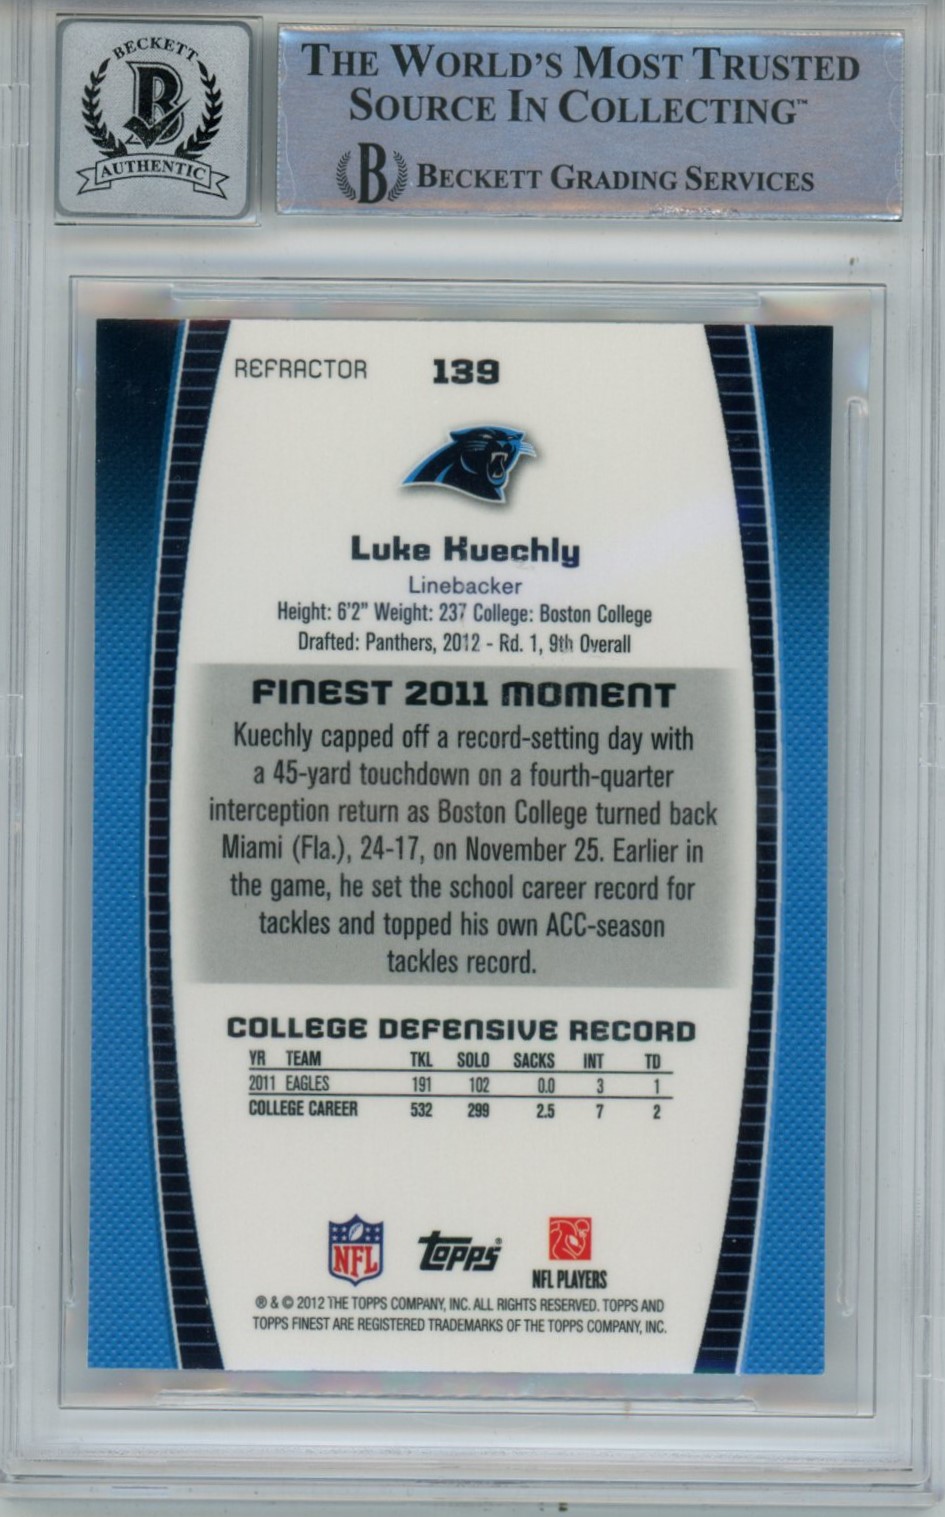 BECKETT
B
AUTHENTIC
THE WORLD'S MOST TRUSTED
SOURCE IN COLLECTING™
B BECKETT GRADING SERVICES
REFRACTOR 139
Luke Kuechly
Linebacker
Height: 6'2" Weight: 237 College: Boston College
Drafted: Panthers, 2012 - Rd. 1, 9th Overall
FINEST 2011 MOMENT
Kuechly capped off a record-setting day with
a 45-yard touchdown on a fourth-quarter
interception return as Boston College turned back
Miami (Fla.), 24-17, on November 25. Earlier in
the game, he set the school career record for
tackles and topped his own ACC-season
tackles record.
COLLEGE DEFENSIVE RECORD
YR TEAM TKL SOLO SACKS INT TD
2011 EAGLES 191 102 0.0 3 1
COLLEGE CAREER 532 299 2.5 7 2
NFL Topps®
NFL PLAYERS
® & © 2012 THE TOPPS COMPANY, INC. ALL RIGHTS RESERVED. TOPPS AND
TOPPS FINEST ARE REGISTERED TRADEMARKS OF THE TOPPS COMPANY, INC.